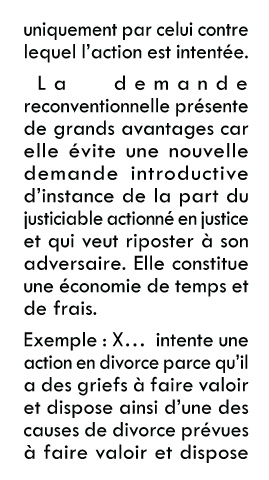 uniquement par celui contre
lequel l'action est intentée.
La demande
reconventionnelle présente
de grands avantages car
elle évite une nouvelle
demande introductive
d'instance de la part du
justiciable actionné en justice
et qui veut riposter à son
adversaire. Elle constitue
une économie de temps et
de frais.
Exemple : X... intente une
action en divorce parce qu'il
a des griefs à faire valoir
et dispose ainsi d'une des
causes de divorce prévues
à faire valoir et dispose